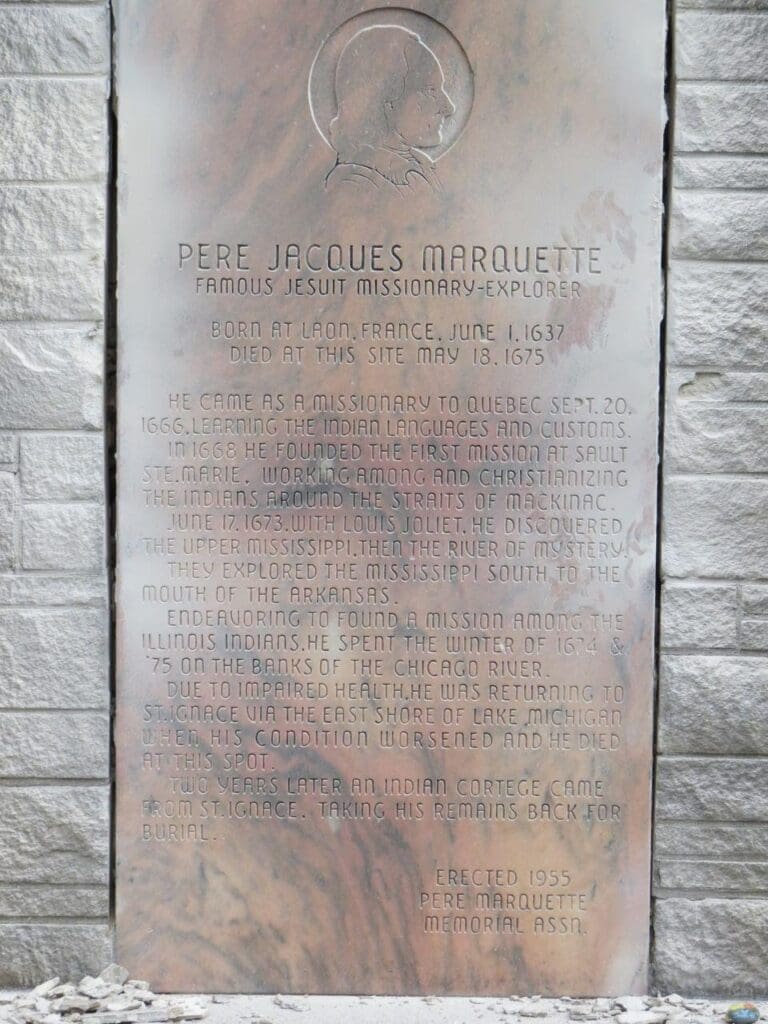 PERE JACQUES MARQUETTE
FAMOUS JESUIT MISSIONARY-EXPLORER
BORN AT LAON, FRANCE, JUNE 1, 1637
DIED AT THIS SITE MAY 18, 1675
HE CAME AS A MISSIONARY TO QUEBEC SEPT. 20,
1666, LEARNING THE INDIAN LANGUAGES AND CUSTOMS.
IN 1668 HE FOUNDED THE FIRST MISSION AT SAULT
STE. MARIE, WORKING AMONG AND CHRISTIANIZING
THE INDIANS AROUND THE STRAITS OF MACKINAC.
JUNE 17, 1673, WITH LOUIS JOLIET, HE DISCOVERED
THE UPPER MISSISSIPPI, THEN THE RIVER OF MYSTERY.
THEY EXPLORED THE MISSISSIPPI SOUTH TO THE
MOUTH OF THE ARKANSAS.
ENDEAVORING TO FOUND A MISSION AMONG THE
ILLINOIS INDIANS, HE SPENT THE WINTER OF 1674 &
'75 ON THE BANKS OF THE CHICAGO RIVER.
DUE TO IMPAIRED HEALTH, HE WAS RETURNING TO
ST. IGNACE VIA THE EAST SHORE OF LAKE MICHIGAN
WHEN HIS CONDITION WORSENED AND HE DIED
AT THIS SPOT.
TWO YEARS LATER AN INDIAN CORTEGE CAME
FROM ST. IGNACE, TAKING HIS REMAINS BACK FOR
BURIAL.
ERECTED 1955
PERE MARQUETTE
MEMORIAL ASSN.